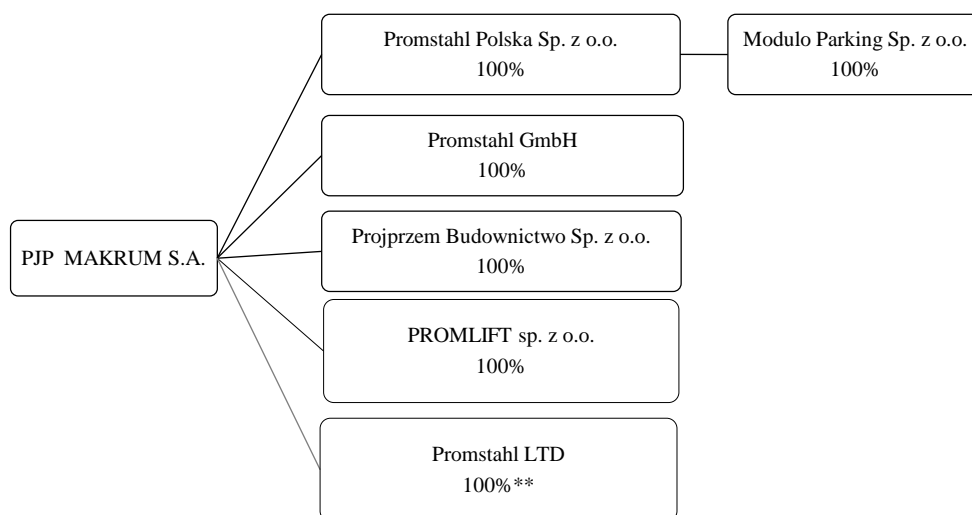 Promstahl Polska Sp. z o.o.
100%
Modulo Parking Sp. z o.o.
100%
Promstahl GmbH
100%
PJP MAKRUM S.A.
Projprzem Budownictwo Sp. z o.o.
100%
PROMLIFT sp. z o.o.
100%
Promstahl LTD
100%**